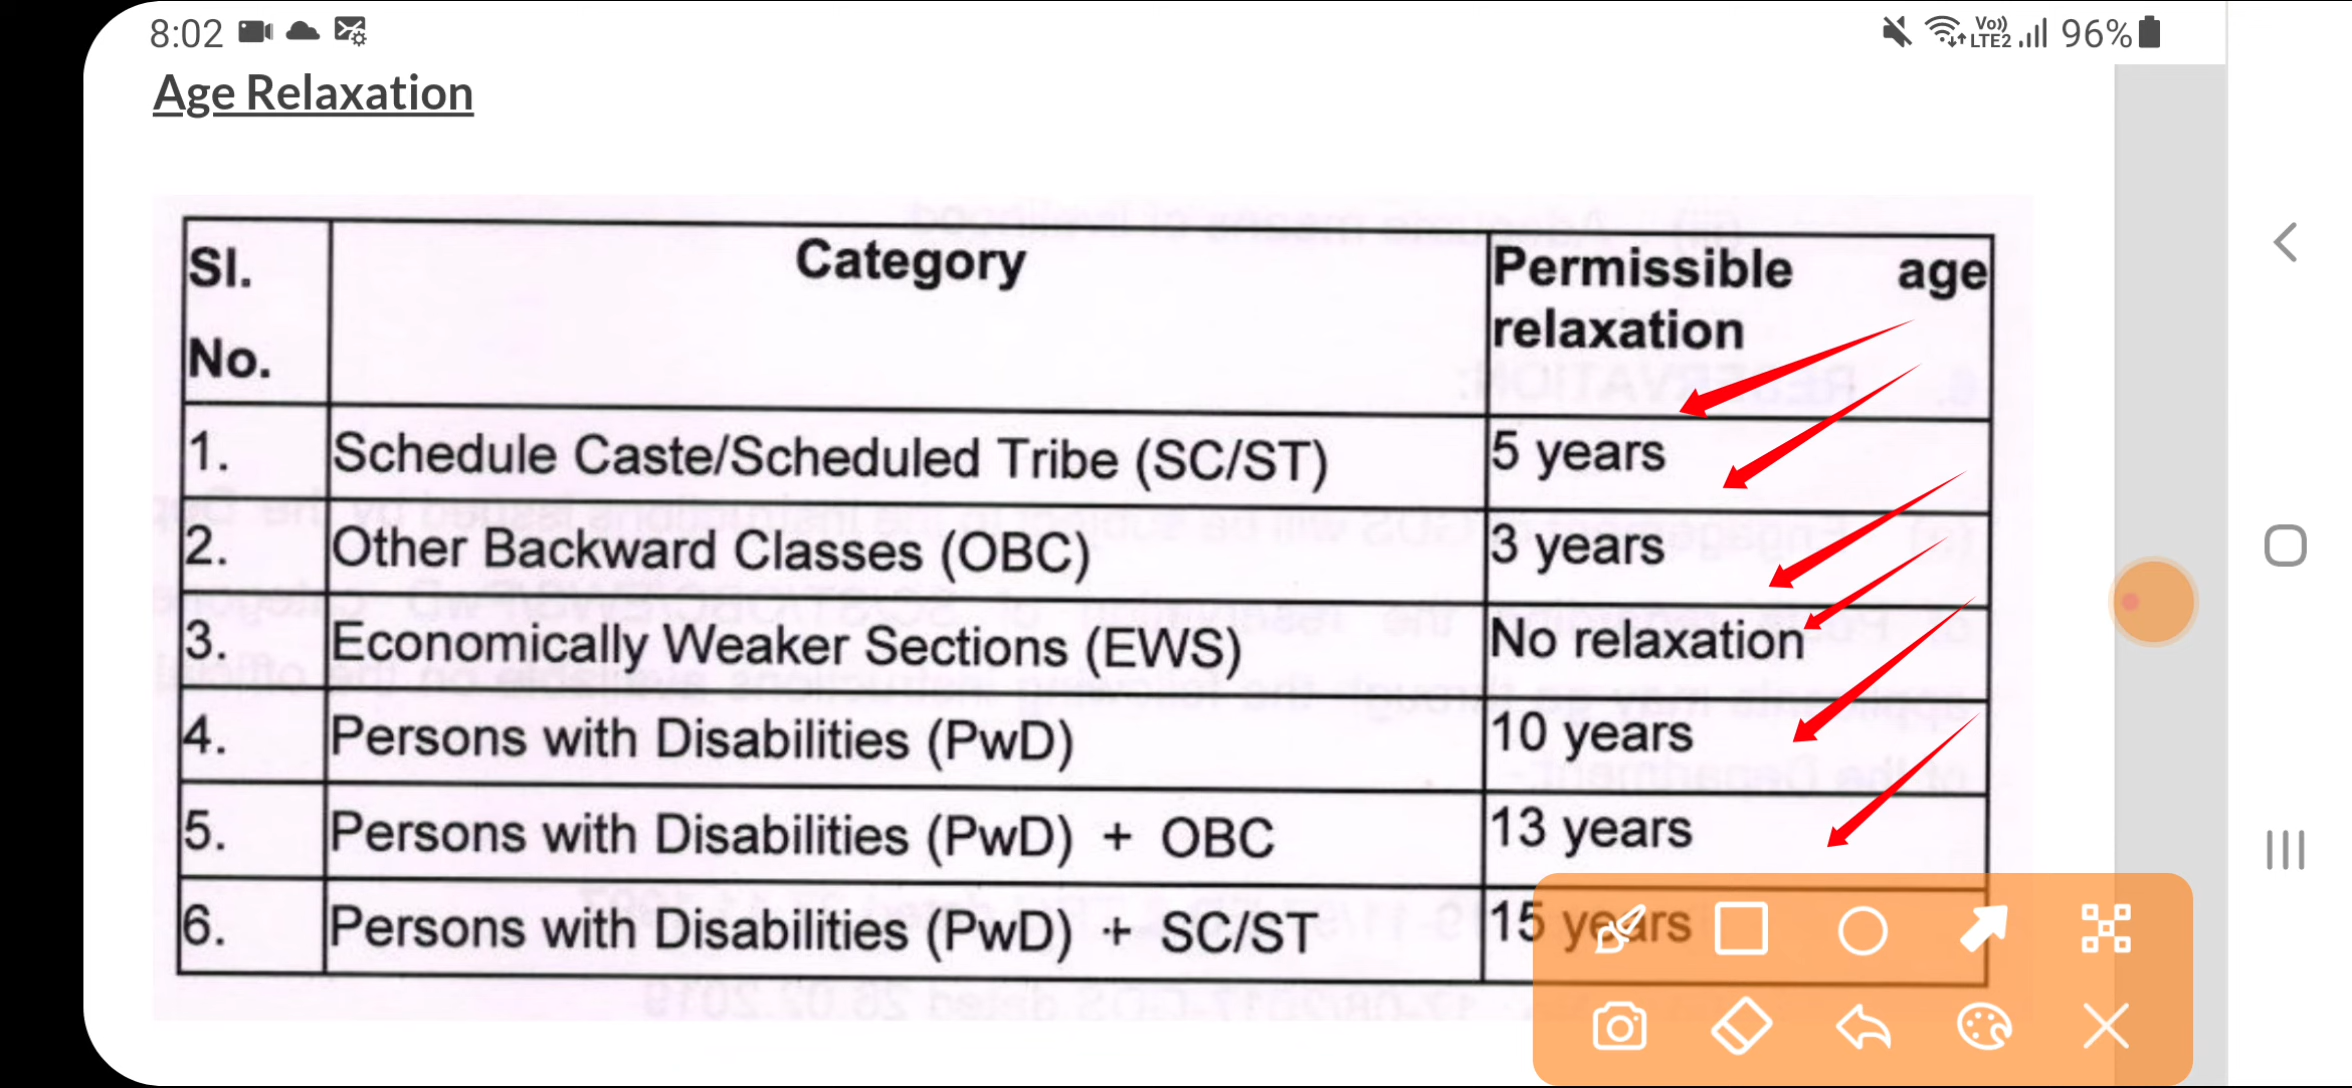 8:02
Vo)) LTE2 96%
Age Relaxation
Sl. No. Category Permissible age relaxation
1. Schedule Caste/Scheduled Tribe (SC/ST) 5 years
2. Other Backward Classes (OBC) 3 years
3. Economically Weaker Sections (EWS) No relaxation
4. Persons with Disabilities (PwD) 10 years
5. Persons with Disabilities (PwD) + OBC 13 years
6. Persons with Disabilities (PwD) + SC/ST 15 years